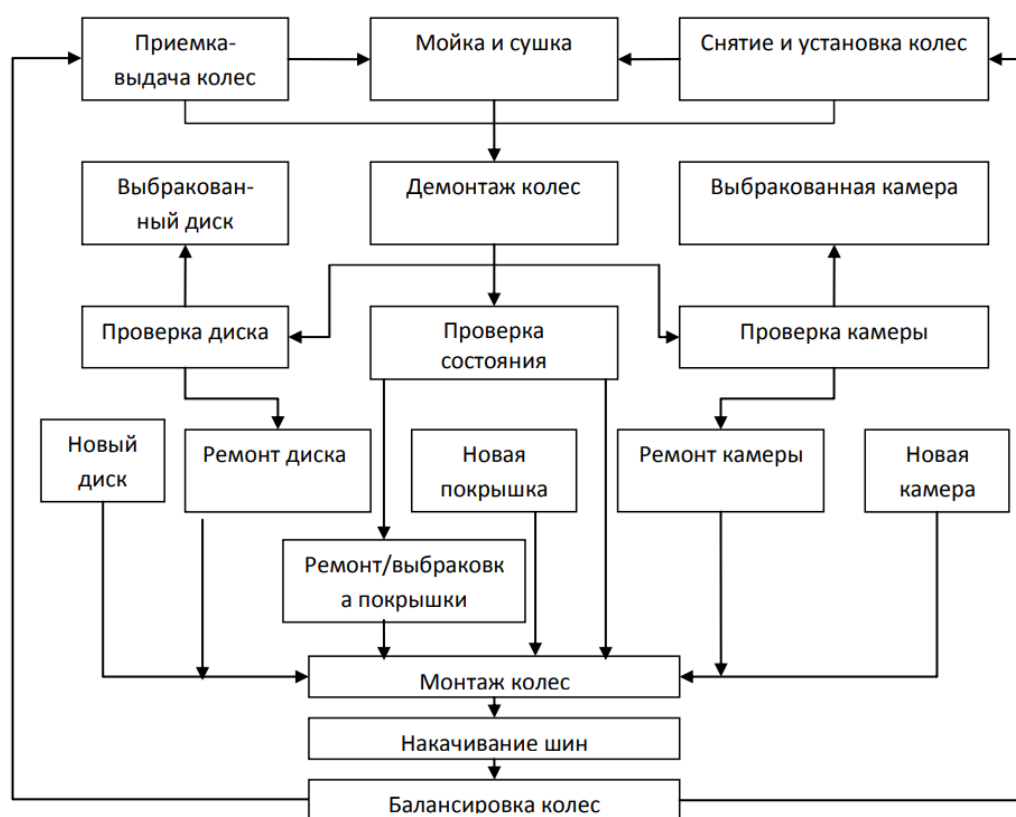 Приемка-
выдача колес
Мойка и сушка
Снятие и установка колес
Выбракован-
ный диск
Демонтаж колес
Выбракованная камера
Проверка диска
Проверка
состояния
Проверка камеры
Новый
диск
Ремонт диска
Новая
покрышка
Ремонт камеры
Новая
камера
Ремонт/выбраковк
а покрышки
Монтаж колес
Накачивание шин
Балансировка колес